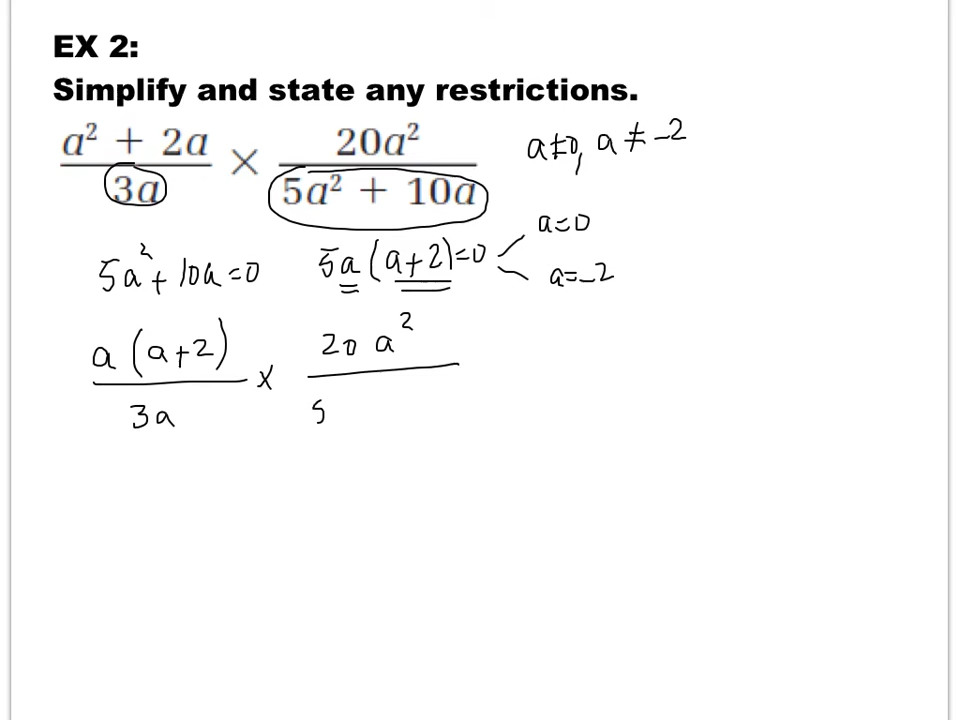 EX 2:
Simplify and state any restrictions.
a² + 2a / 3a × 20a² / 5a² + 10a a≠0, a≠-2
5a²+10a=0 5a(a+2)=0 a=0
a=-2
a(a+2) / 3a × 20a² / 5